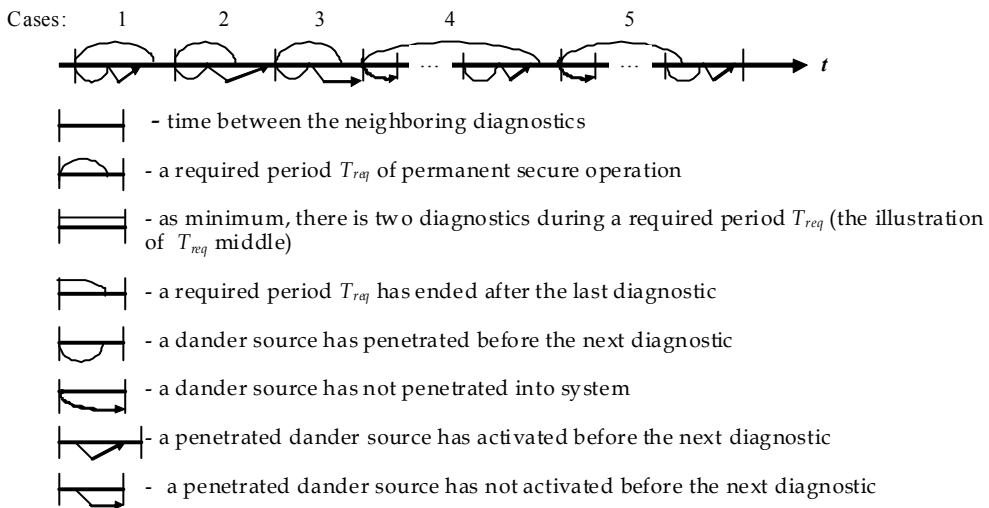 Cases: 1 2 3 4 5
... ...
t
- time between the neighboring diagnostics
- a required period Treq of permanent secure operation
- as minimum, there is two diagnostics during a required period Treq (the illustration
of Treq middle)
- a required period Treq has ended after the last diagnostic
- a dander source has penetrated before the next diagnostic
- a dander source has not penetrated into system
- a penetrated dander source has activated before the next diagnostic
- a penetrated dander source has not activated before the next diagnostic